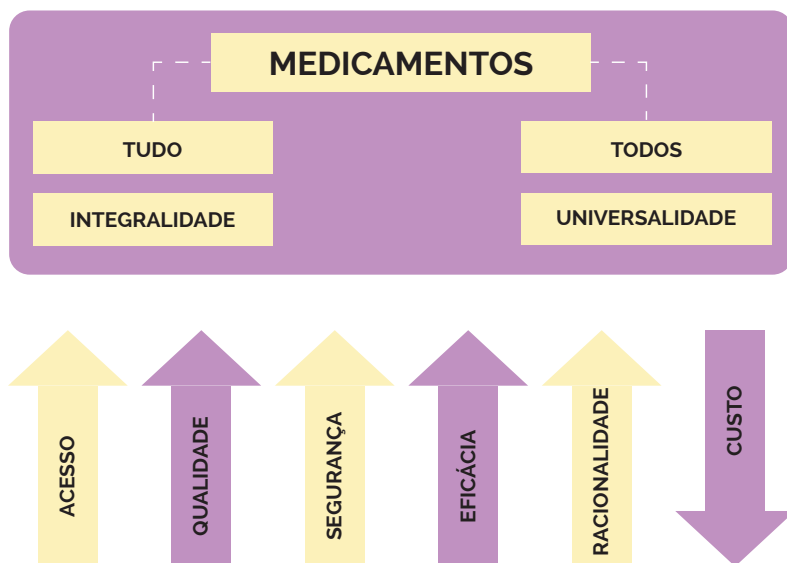 MEDICAMENTOS
TUDO
TODOS
INTEGRALIDADE
UNIVERSALIDADE
ACESSO
QUALIDADE
SEGURANÇA
EFICÁCIA
RACIONALIDADE
CUSTO